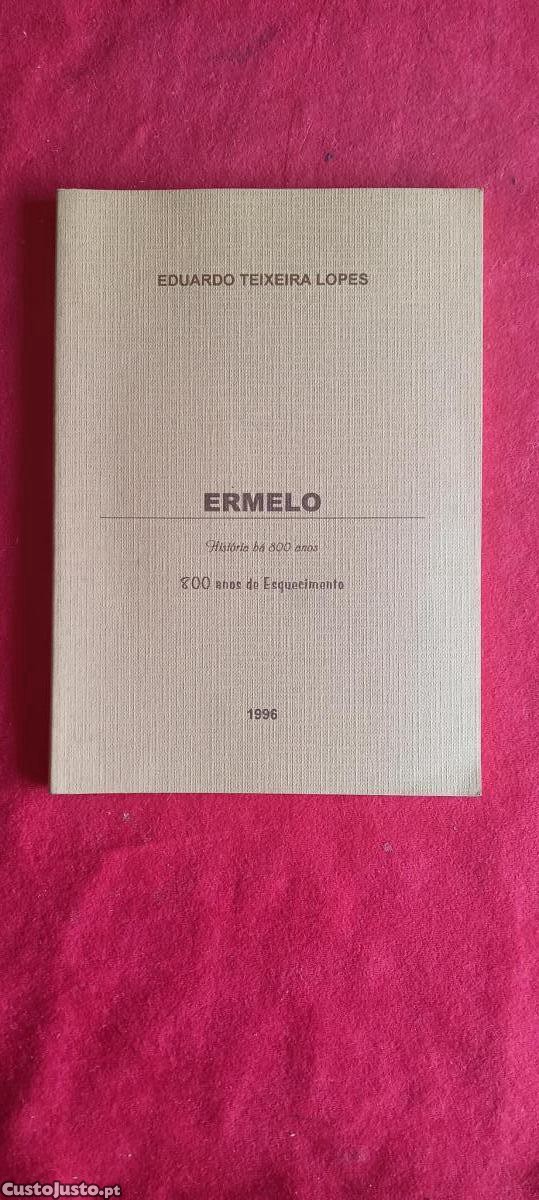 EDUARDO TEIXEIRA LOPES
ERMELO
História há 800 anos
800 anos de Esquecimento
1996
CustoJusto.pt